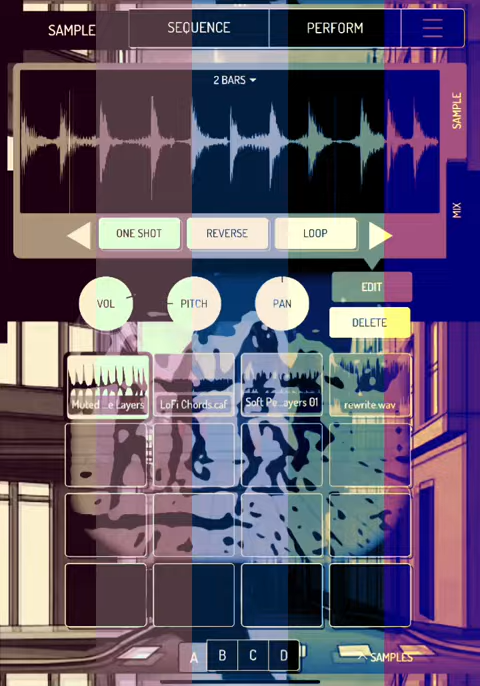 SAMPLE SEQUENCE PERFORM
2 BARS
SAMPLE
MIX
ONE SHOT REVERSE LOOP
VOL PITCH PAN
EDIT
DELETE
Muted ...e Layers LoFi Chords.caf Soft Pe...ayers 01 rewrite.wav
A B C D
SAMPLES